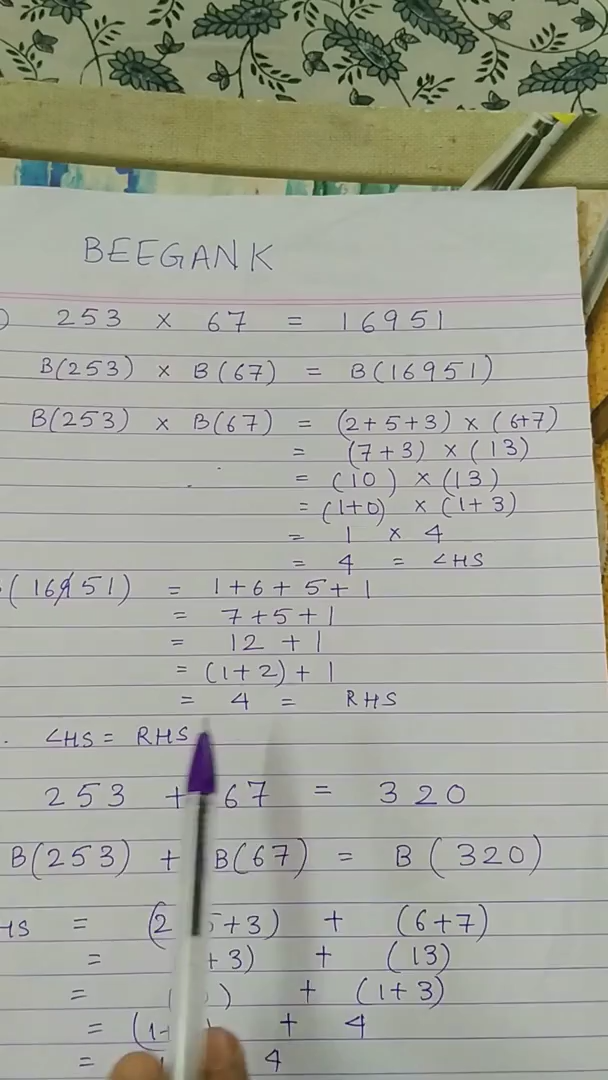 BEEGANK
) 253 x 67 = 16951
B(253) x B(67) = B(16951)
B(253) x B(67) = (2+5+3) x (6+7)
= (7+3) x (13)
= (10) x (13)
= (1+0) x (1+3)
= 1 x 4
= 4 = LHS
(16951) = 1+6+5+1
= 7+5+1
= 12 + 1
= (1+2) + 1
= 4 = RHS
. LHS = RHS
253 + 67 = 320
B(253) + B(67) = B(320)
HS = (2 5+3) + (6+7)
= +3) + (13)
= ( ) + (1+3)
= (1+ ) + 4
= 4